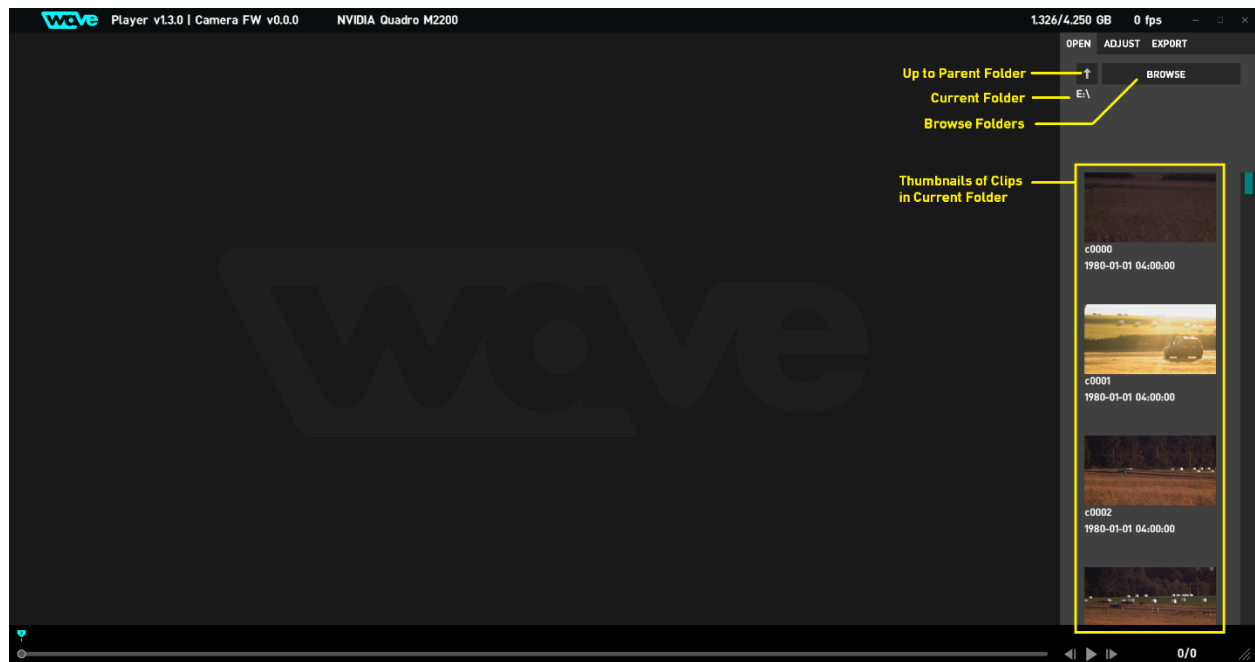 wave Player v1.3.0 | Camera FW v0.0.0 NVIDIA Quadro M2200 1.326/4.250 GB 0 fps
OPEN ADJUST EXPORT
Up to Parent Folder BROWSE
Current Folder E:\
Browse Folders
Thumbnails of Clips
in Current Folder
wave
c0000
1980-01-01 04:00:00
c0001
1980-01-01 04:00:00
c0002
1980-01-01 04:00:00
0/0